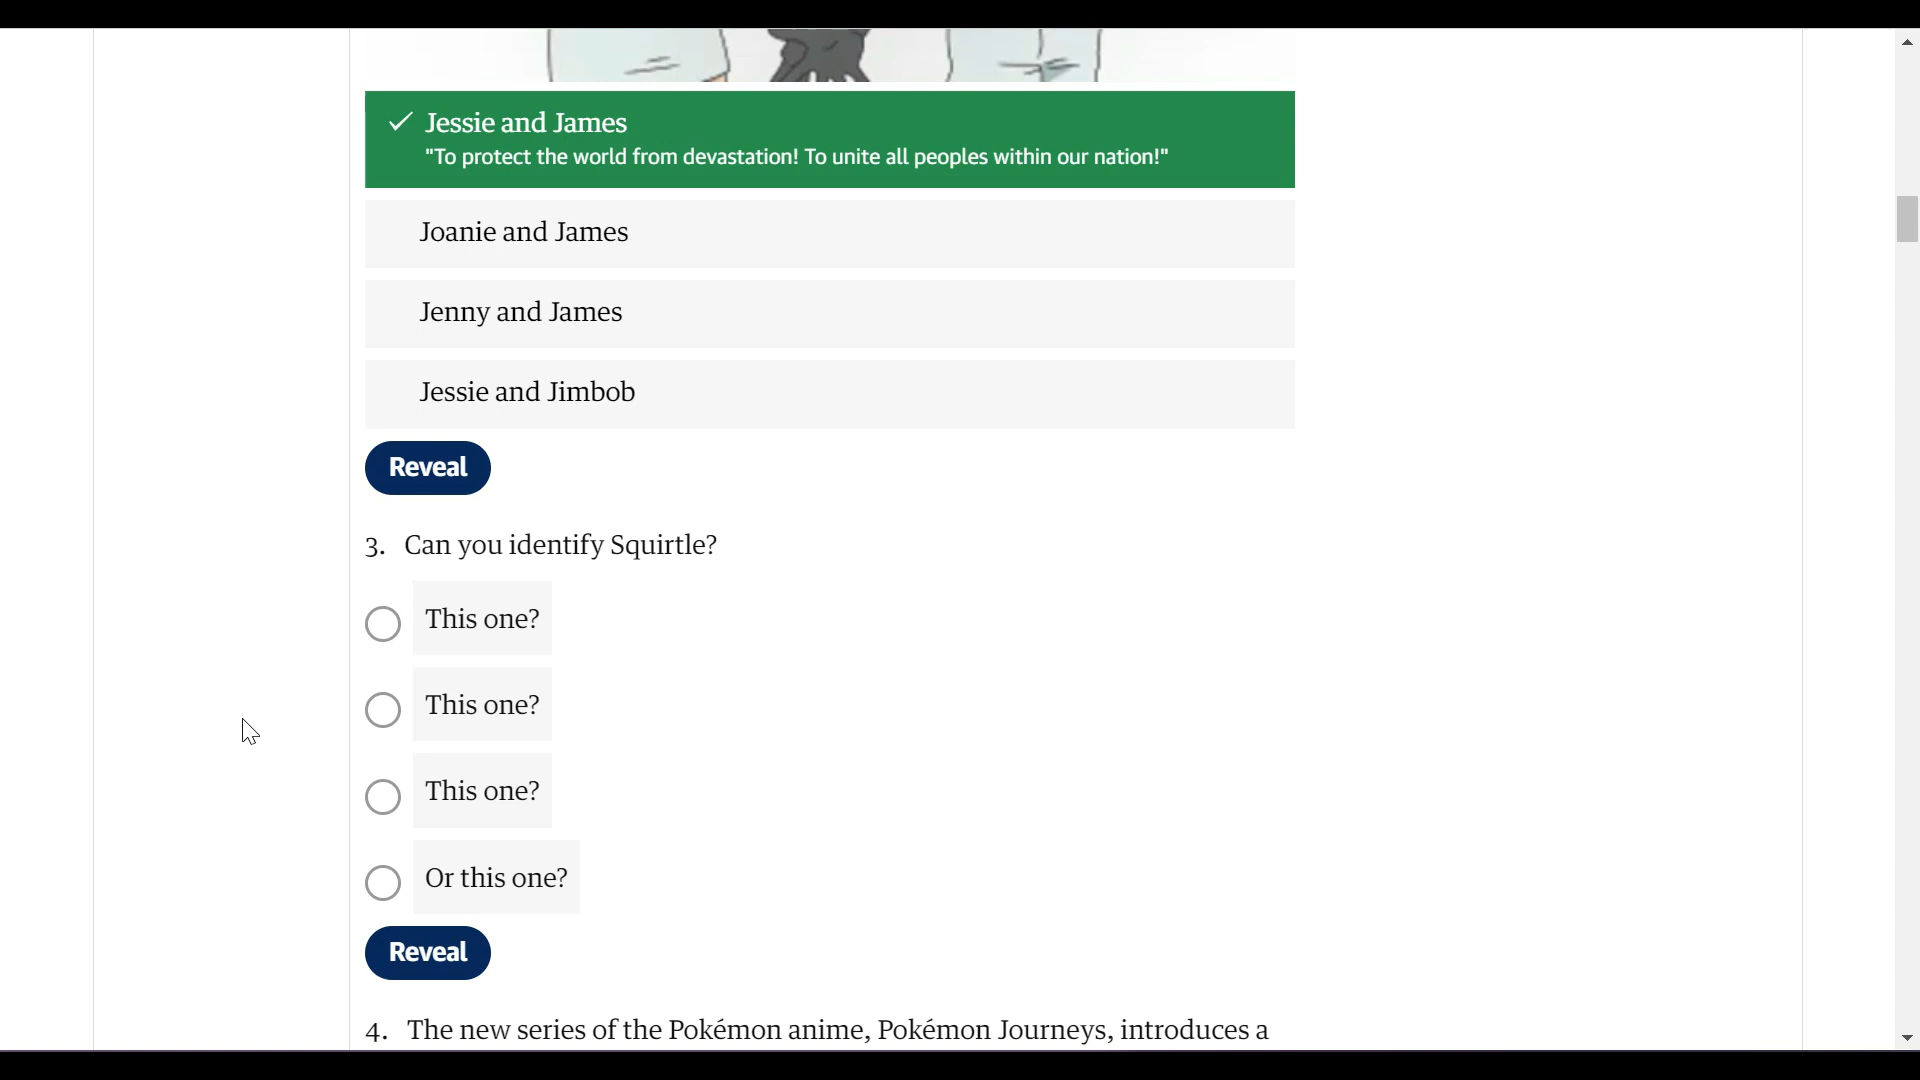 Jessie and James
"To protect the world from devastation! To unite all peoples within our nation!"
Joanie and James
Jenny and James
Jessie and Jimbob
Reveal
3. Can you identify Squirtle?
This one?
This one?
This one?
Or this one?
Reveal
4. The new series of the Pokémon anime, Pokémon Journeys, introduces a